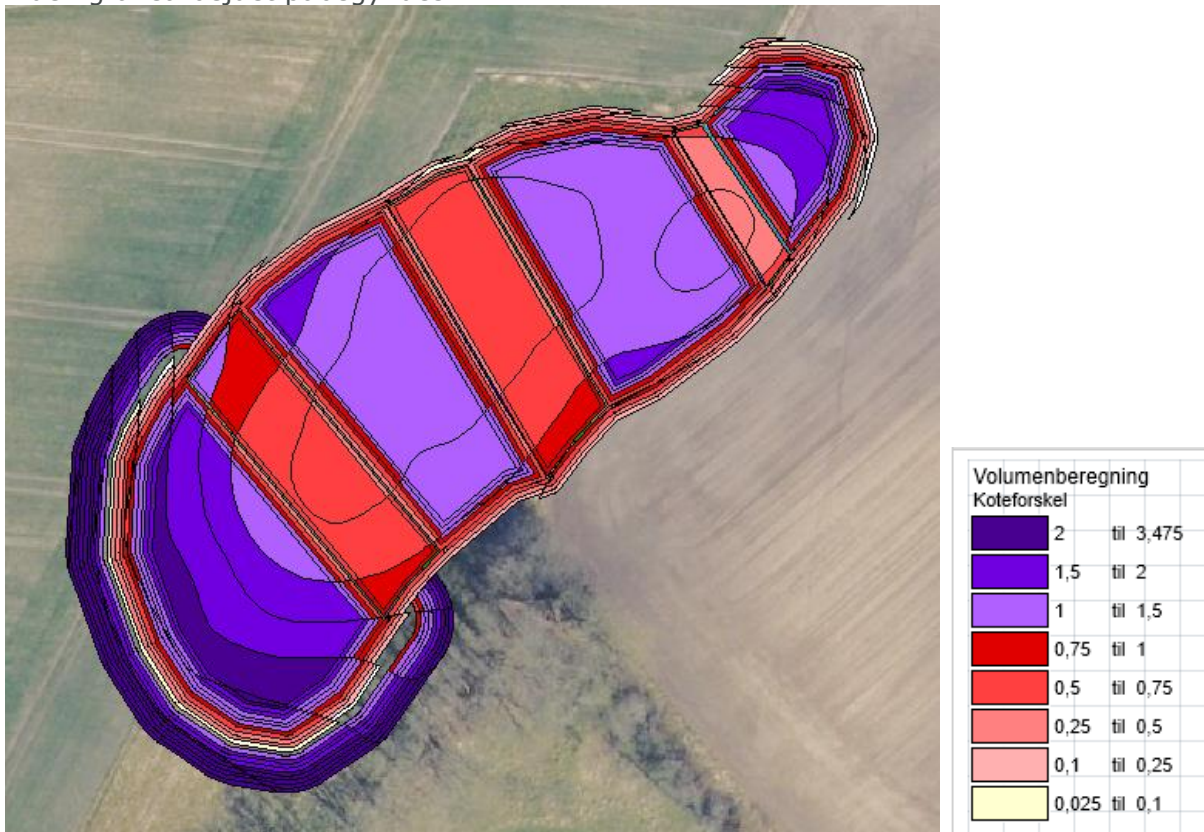 Volumenberegning
Koteforskel
2 til 3,475
1,5 til 2
1 til 1,5
0,75 til 1
0,5 til 0,75
0,25 til 0,5
0,1 til 0,25
0,025 til 0,1